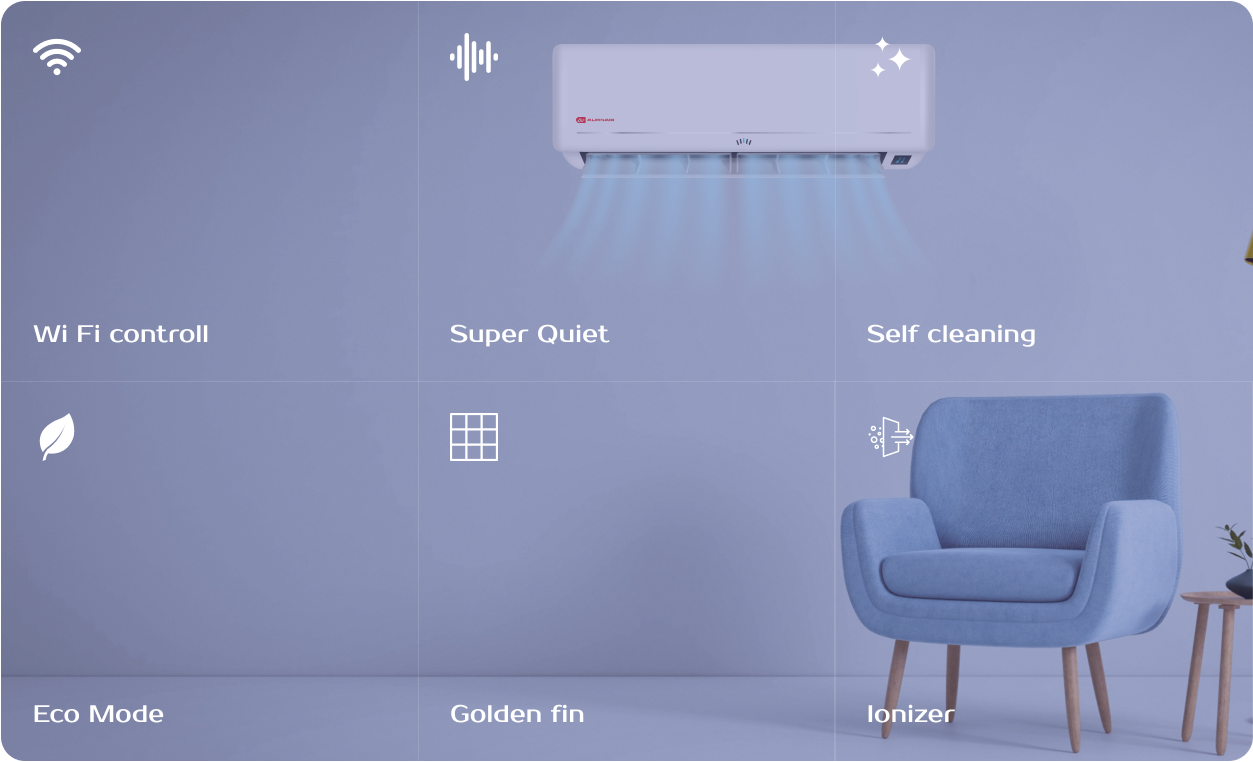 Wi Fi controll
Super Quiet
Self cleaning
Eco Mode
Golden fin
Ionizer